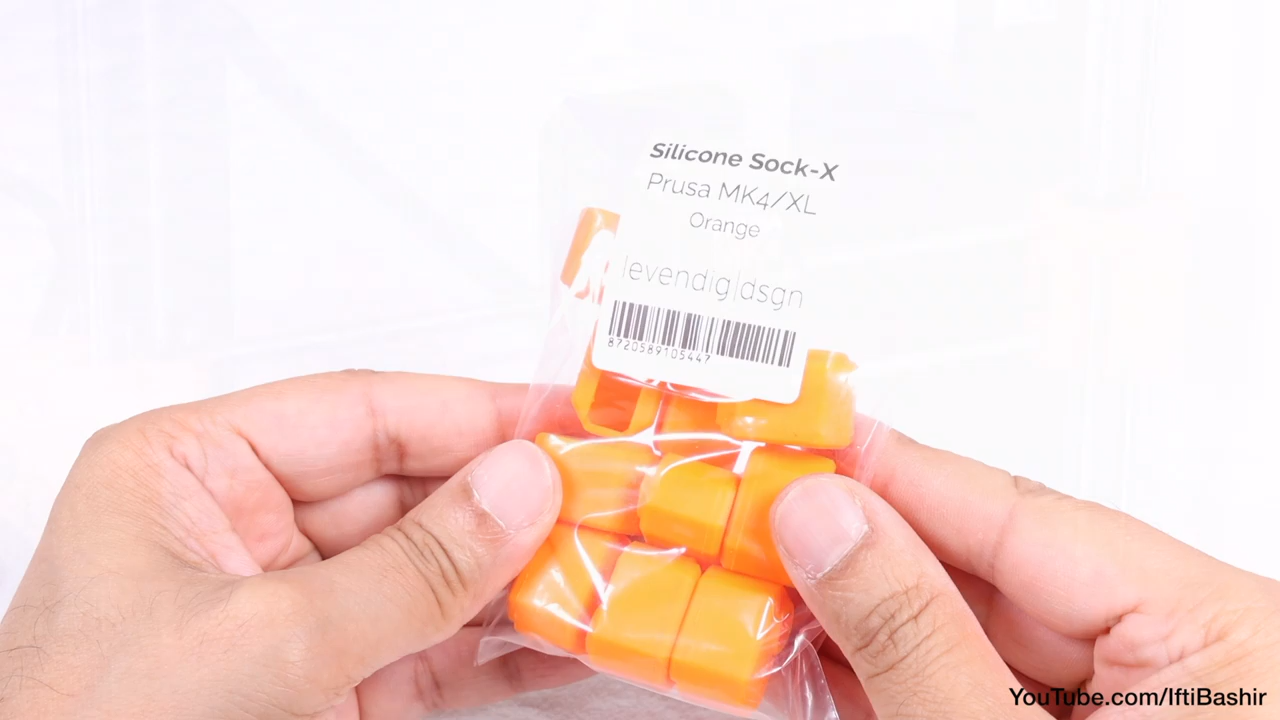 Silicone Sock-X
Prusa MK4/XL
Orange
levendig|dsgn
8720589105447
YouTube.com/IftiBashir